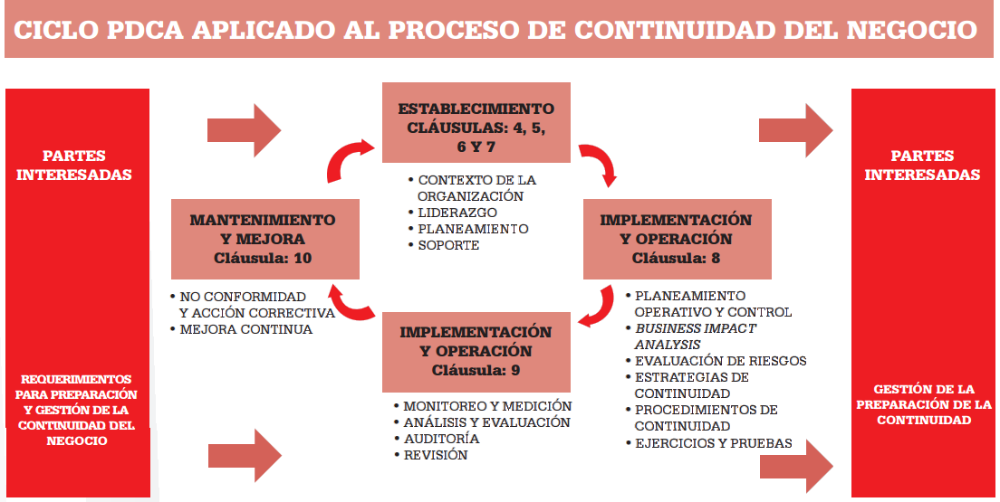 CICLO PDCA APLICADO AL PROCESO DE CONTINUIDAD DEL NEGOCIO
PARTES
INTERESADAS
REQUERIMIENTOS
PARA PREPARACIÓN
Y GESTIÓN DE LA
CONTINUIDAD DEL
NEGOCIO
ESTABLECIMIENTO
CLÁUSULAS: 4, 5,
6 Y 7
• CONTEXTO DE LA
ORGANIZACIÓN
• LIDERAZGO
• PLANEAMIENTO
• SOPORTE
IMPLEMENTACIÓN
Y OPERACIÓN
Cláusula: 8
• PLANEAMIENTO
OPERATIVO Y CONTROL
• BUSINESS IMPACT
ANALYSIS
• EVALUACIÓN DE RIESGOS
• ESTRATEGIAS DE
CONTINUIDAD
• PROCEDIMIENTOS DE
CONTINUIDAD
• EJERCICIOS Y PRUEBAS
IMPLEMENTACIÓN
Y OPERACIÓN
Cláusula: 9
• MONITOREO Y MEDICIÓN
• ANÁLISIS Y EVALUACIÓN
• AUDITORÍA
• REVISIÓN
MANTENIMIENTO
Y MEJORA
Cláusula: 10
• NO CONFORMIDAD
Y ACCIÓN CORRECTIVA
• MEJORA CONTINUA
PARTES
INTERESADAS
GESTIÓN DE LA
PREPARACIÓN DE LA
CONTINUIDAD